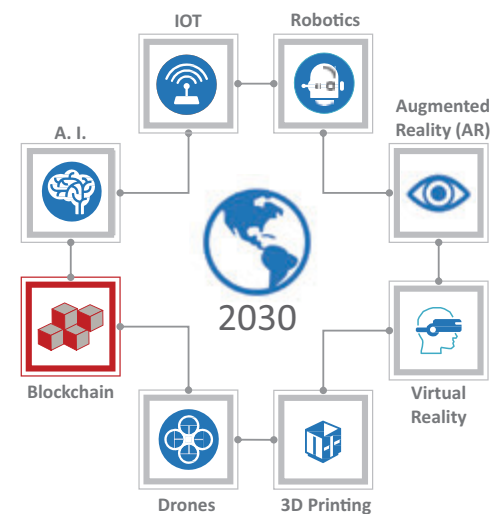 IOT
Robotics
Augmented
Reality (AR)
A. I.
2030
Blockchain
Virtual
Reality
Drones
3D Printing